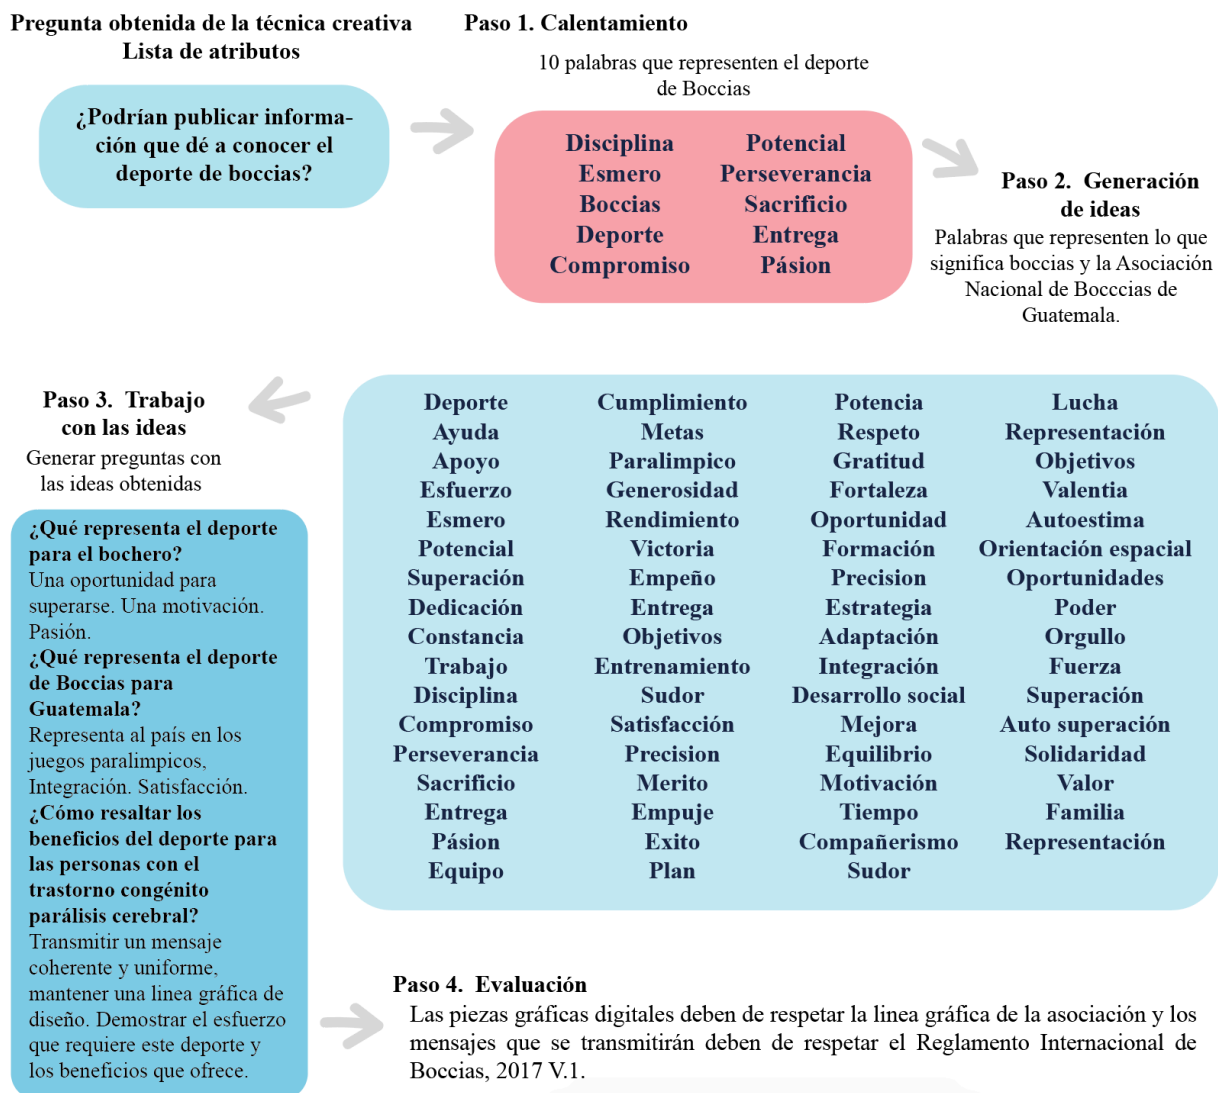 Pregunta obtenida de la técnica creativa
Lista de atributos
¿Podrían publicar informa-
ción que dé a conocer el
deporte de boccias?
Paso 1. Calentamiento
10 palabras que representen el deporte
de Boccias
Disciplina Potencial
Esmero Perseverancia
Boccias Sacrificio
Deporte Entrega
Compromiso Pásion
Paso 2. Generación
de ideas
Palabras que representen lo que
significa boccias y la Asociación
Nacional de Bocccias de
Guatemala.
Deporte Cumplimiento Potencia Lucha
Ayuda Metas Respeto Representación
Apoyo Paralimpico Gratitud Objetivos
Esfuerzo Generosidad Fortaleza Valentia
Esmero Rendimiento Oportunidad Autoestima
Potencial Victoria Formación Orientación espacial
Superación Empeño Precision Oportunidades
Dedicación Entrega Estrategia Poder
Constancia Objetivos Adaptación Orgullo
Trabajo Entrenamiento Integración Fuerza
Disciplina Sudor Desarrollo social Superación
Compromiso Satisfacción Mejora Auto superación
Perseverancia Precision Equilibrio Solidaridad
Sacrificio Merito Motivación Valor
Entrega Empuje Tiempo Familia
Pásion Exito Compañerismo Representación
Equipo Plan Sudor
Paso 3. Trabajo
con las ideas
Generar preguntas con
las ideas obtenidas
¿Qué representa el deporte
para el bochero?
Una oportunidad para
superarse. Una motivación.
Pasión.
¿Qué representa el deporte
de Boccias para
Guatemala?
Representa al país en los
juegos paralimpicos,
Integración. Satisfacción.
¿Cómo resaltar los
beneficios del deporte para
las personas con el
trastorno congénito
parálisis cerebral?
Transmitir un mensaje
coherente y uniforme,
mantener una linea gráfica de
diseño. Demostrar el esfuerzo
que requiere este deporte y
los beneficios que ofrece.
Paso 4. Evaluación
Las piezas gráficas digitales deben de respetar la linea gráfica de la asociación y los
mensajes que se transmitirán deben de respetar el Reglamento Internacional de
Boccias, 2017 V.1.